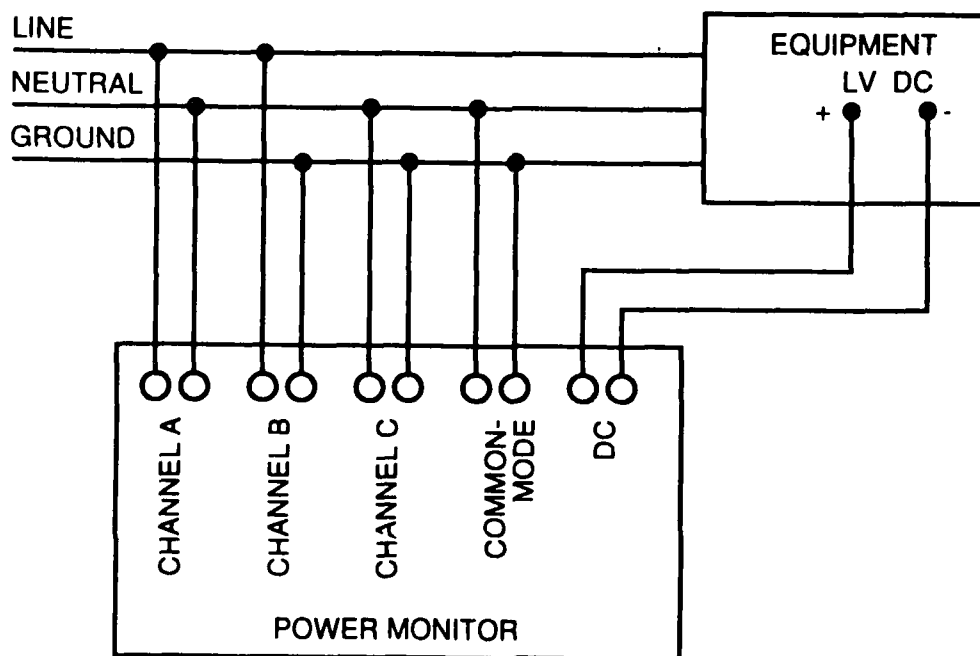 LINE
NEUTRAL
GROUND
EQUIPMENT
LV DC
+ -
CHANNEL A
CHANNEL B
CHANNEL C
COMMON-
MODE
DC
POWER MONITOR